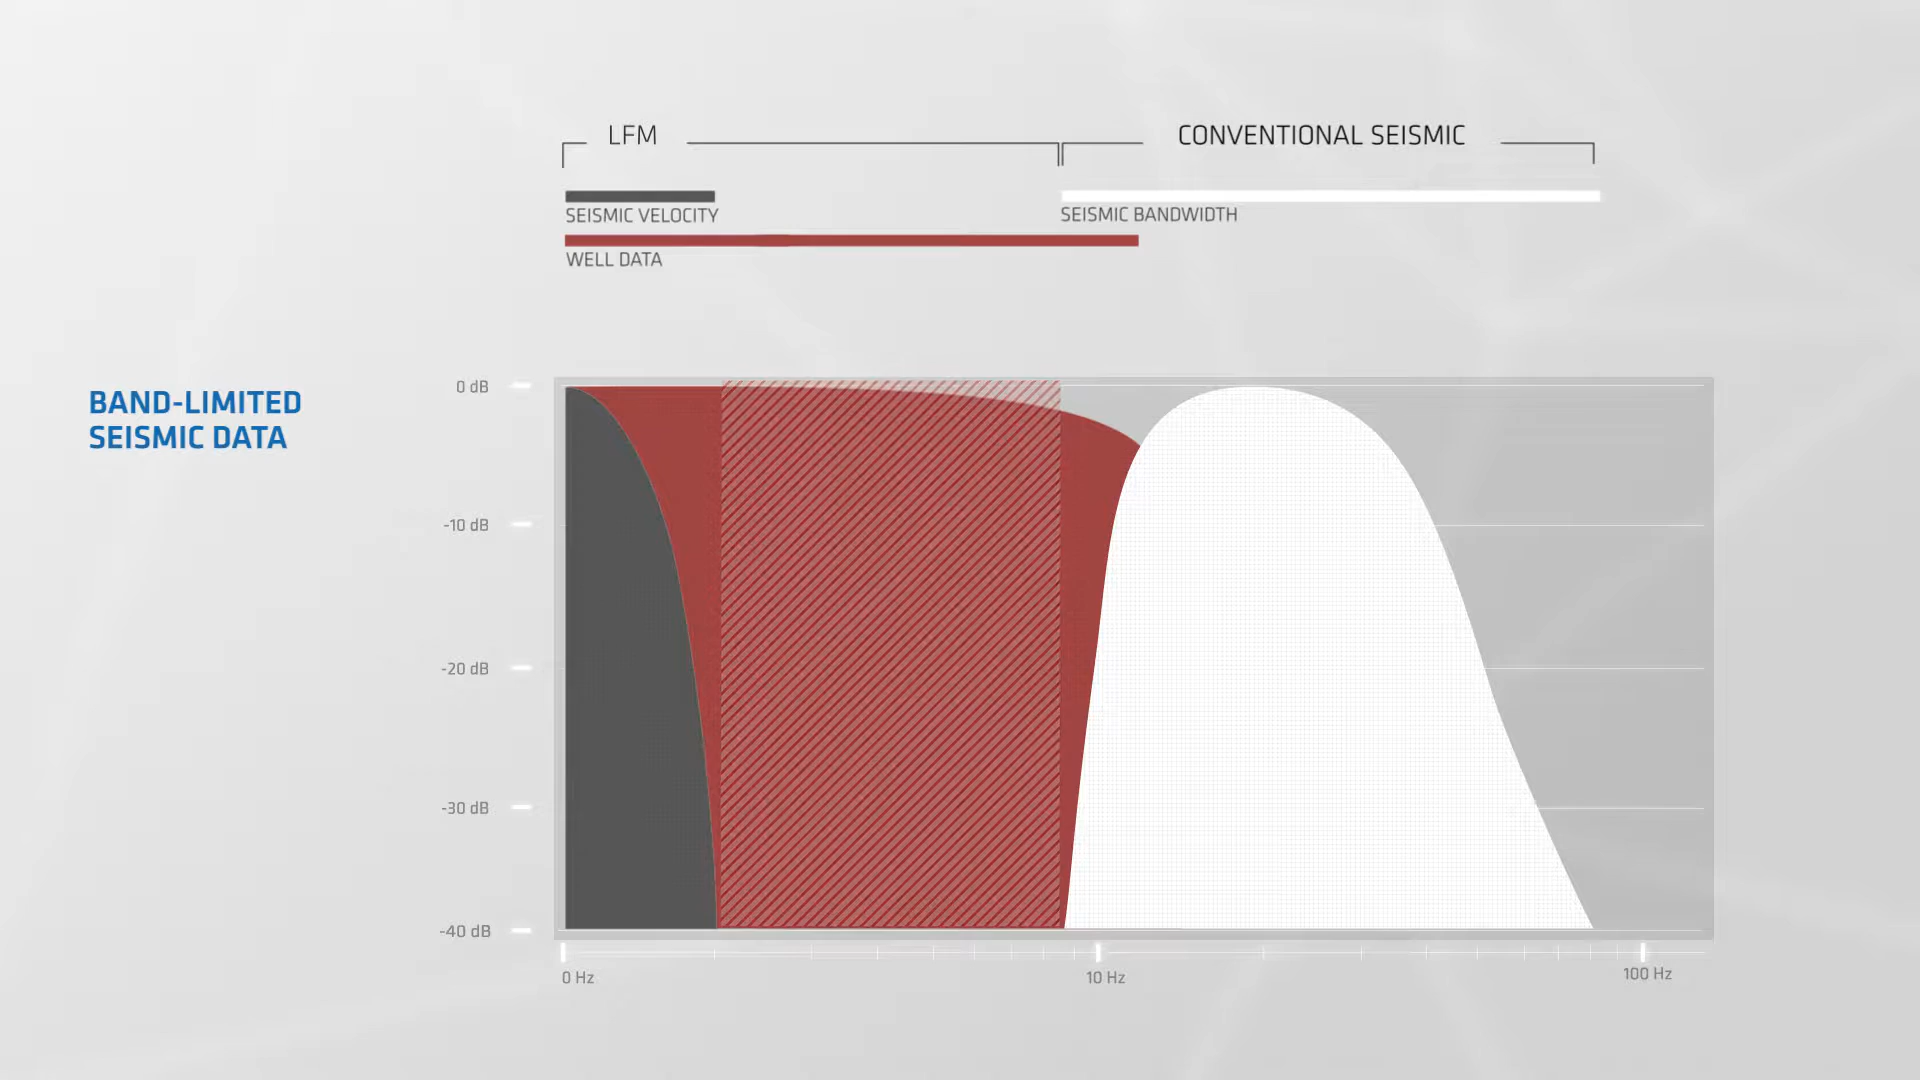 LFM
CONVENTIONAL SEISMIC
SEISMIC VELOCITY
SEISMIC BANDWIDTH
WELL DATA
BAND-LIMITED
SEISMIC DATA
0 dB
-10 dB
-20 dB
-30 dB
-40 dB
0 Hz
10 Hz
100 Hz